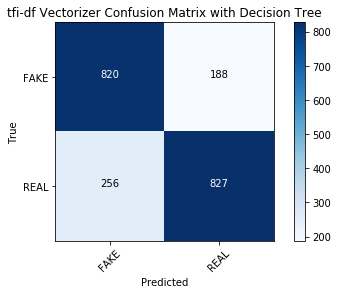 tfi-df Vectorizer Confusion Matrix with Decision Tree
FAKE 820 188
REAL 256 827
True
FAKE REAL
Predicted
800
700
600
500
400
300
200